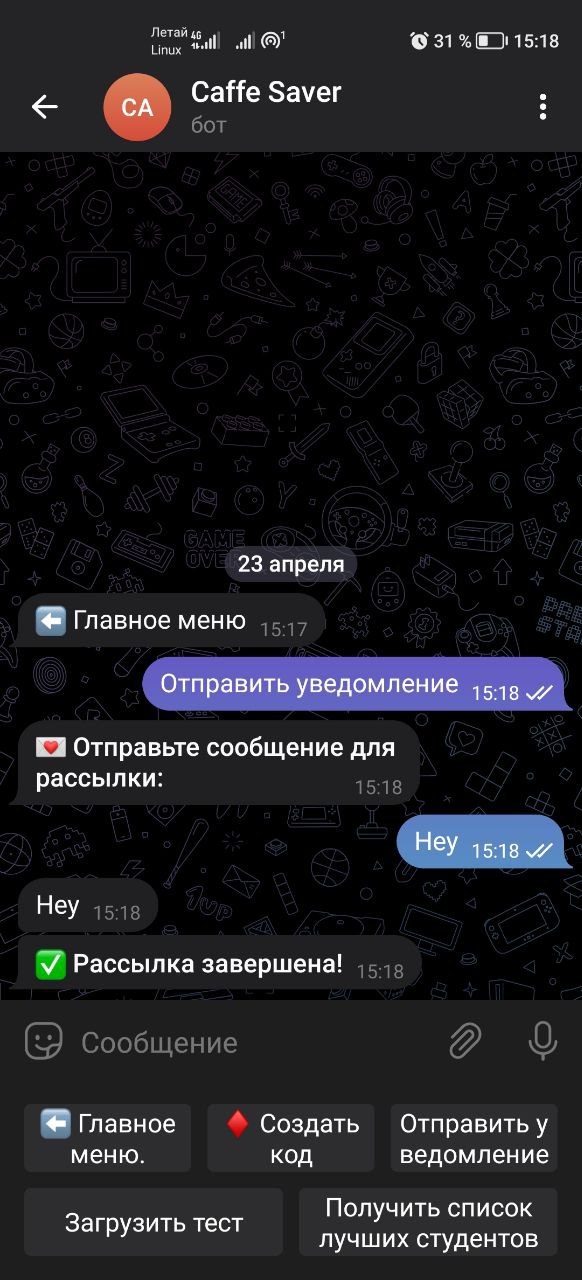 Летай 4G 1
Linux
31 % 15:18
CA
Caffe Saver
бот
GAME
OVER
23 апреля
Главное меню 15:17
Отправить уведомление 15:18
Отправьте сообщение для
рассылки: 15:18
Hey 15:18
Hey 15:18
1UP
Рассылка завершена! 15:18
Сообщение
Главное
меню.
Создать
код
Отправить у
ведомление
Загрузить тест
Получить список
лучших студентов